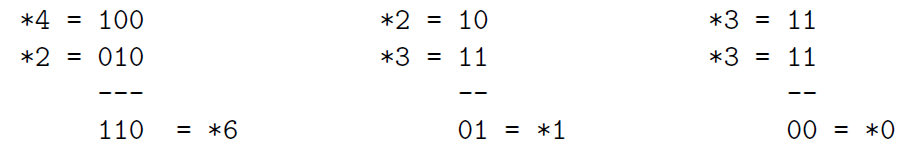 *4 = 100 *2 = 10 *3 = 11
*2 = 010 *3 = 11 *3 = 11
--- -- --
110 = *6 01 = *1 00 = *0